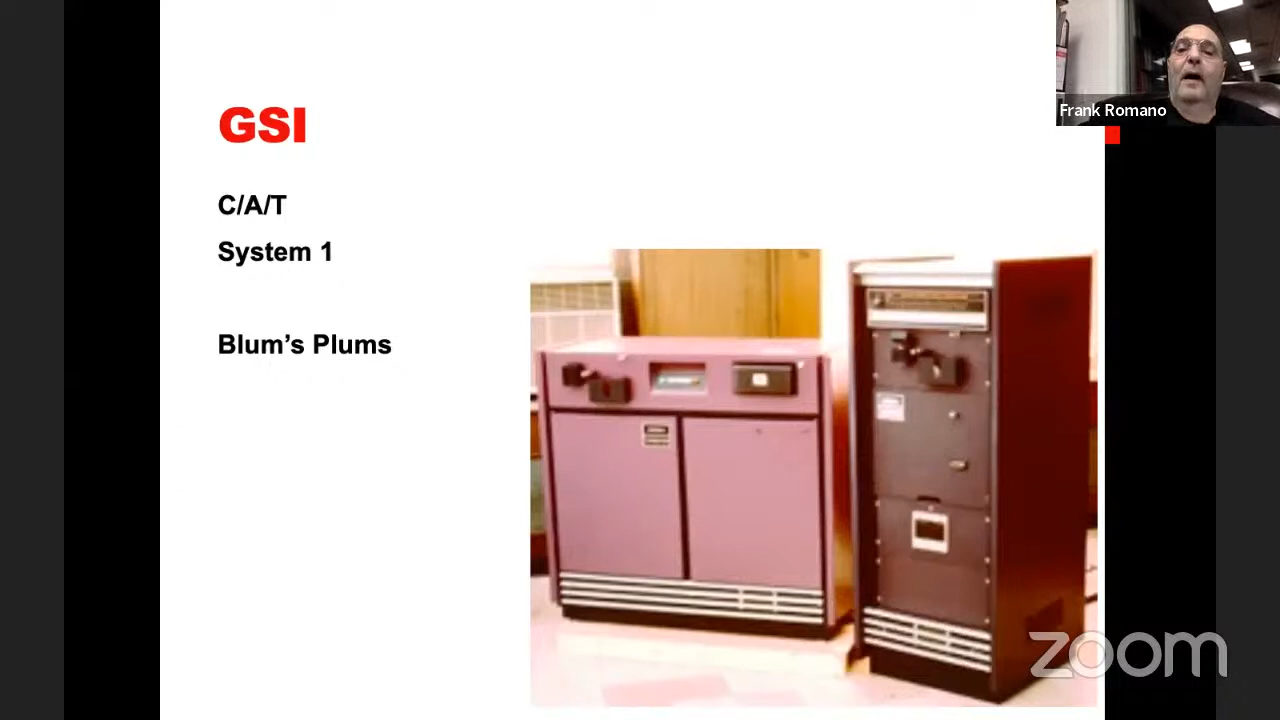 GSI
C/A/T
System 1
Blum's Plums
Frank Romano
zoom